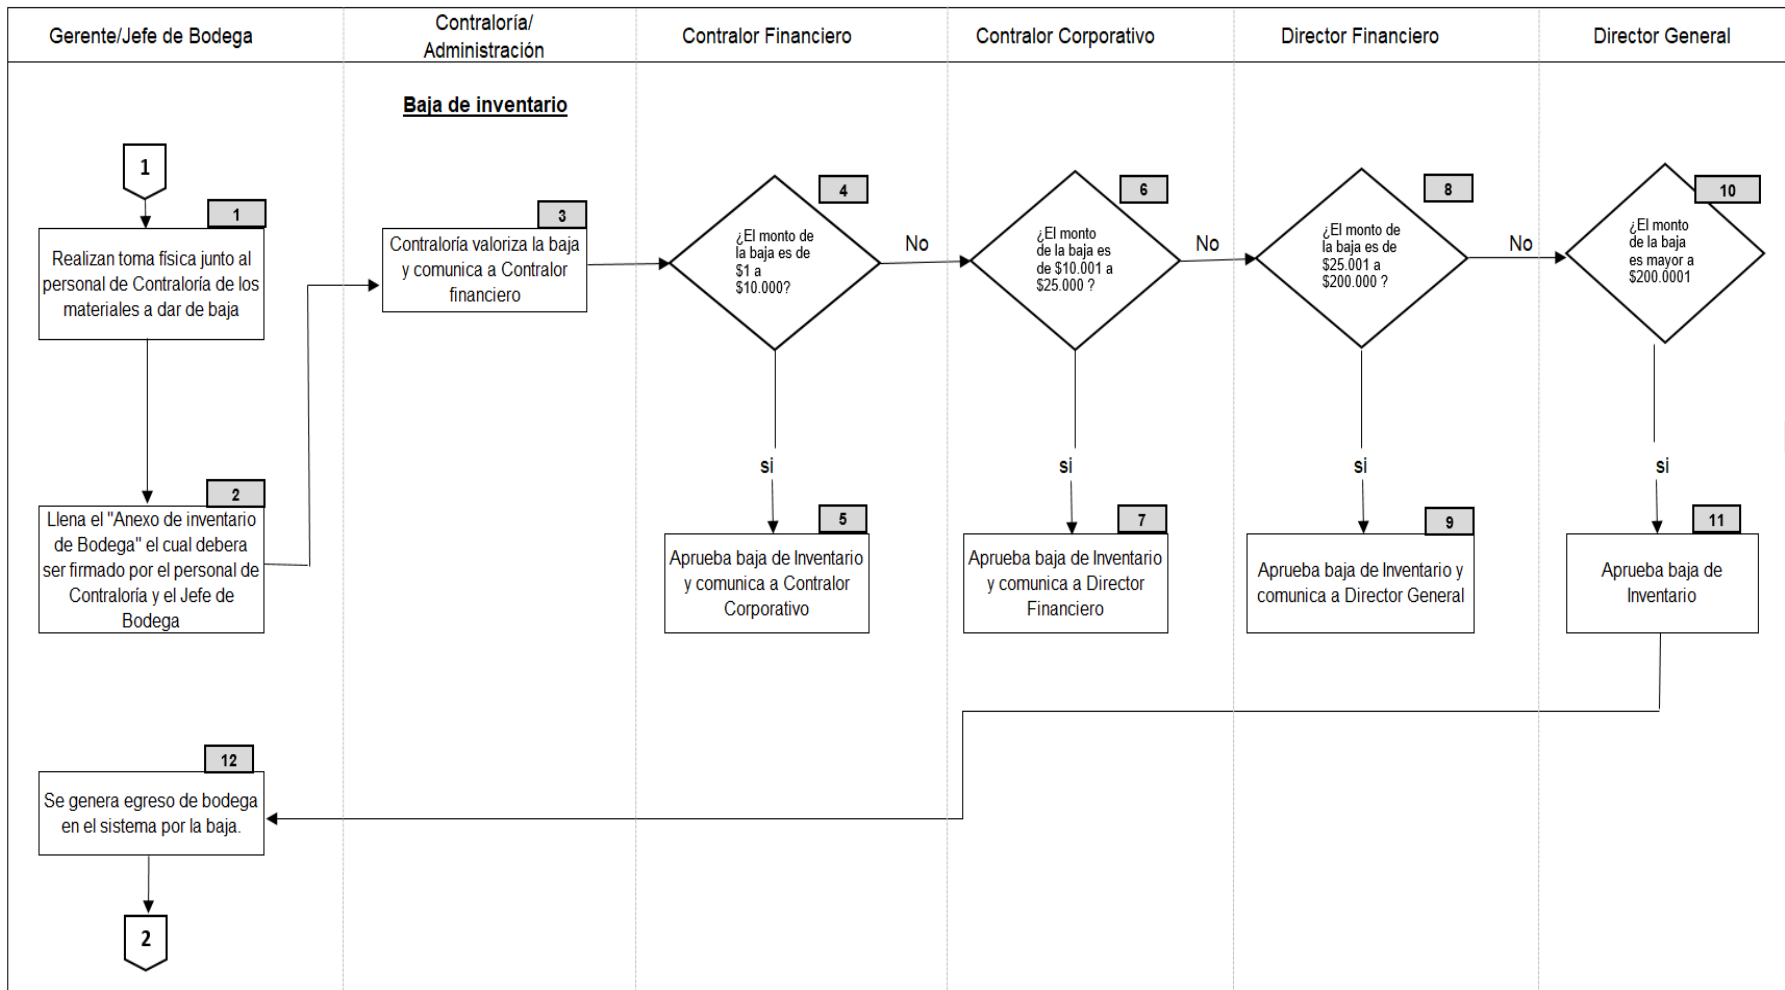 Gerente/Jefe de Bodega
Contraloría/
Administración
Contralor Financiero
Contralor Corporativo
Director Financiero
Director General
Baja de inventario
1
1
Realizan toma física junto al
personal de Contraloría de los
materiales a dar de baja
2
Llena el "Anexo de inventario
de Bodega" el cual debera
ser firmado por el personal de
Contraloría y el Jefe de
Bodega
3
Contraloría valoriza la baja
y comunica a Contralor
financiero
4
¿El monto de
la baja es de
$1 a
$10.000?
No
si
5
Aprueba baja de Inventario
y comunica a Contralor
Corporativo
6
¿El monto
de la baja es
de $10.001 a
$25.000 ?
No
si
7
Aprueba baja de Inventario
y comunica a Director
Financiero
8
¿El monto de
la baja es de
$25.001 a
$200.000 ?
No
si
9
Aprueba baja de Inventario y
comunica a Director General
10
¿El monto
de la baja
es mayor a
$200.0001
si
11
Aprueba baja de
Inventario
12
Se genera egreso de bodega
en el sistema por la baja.
2